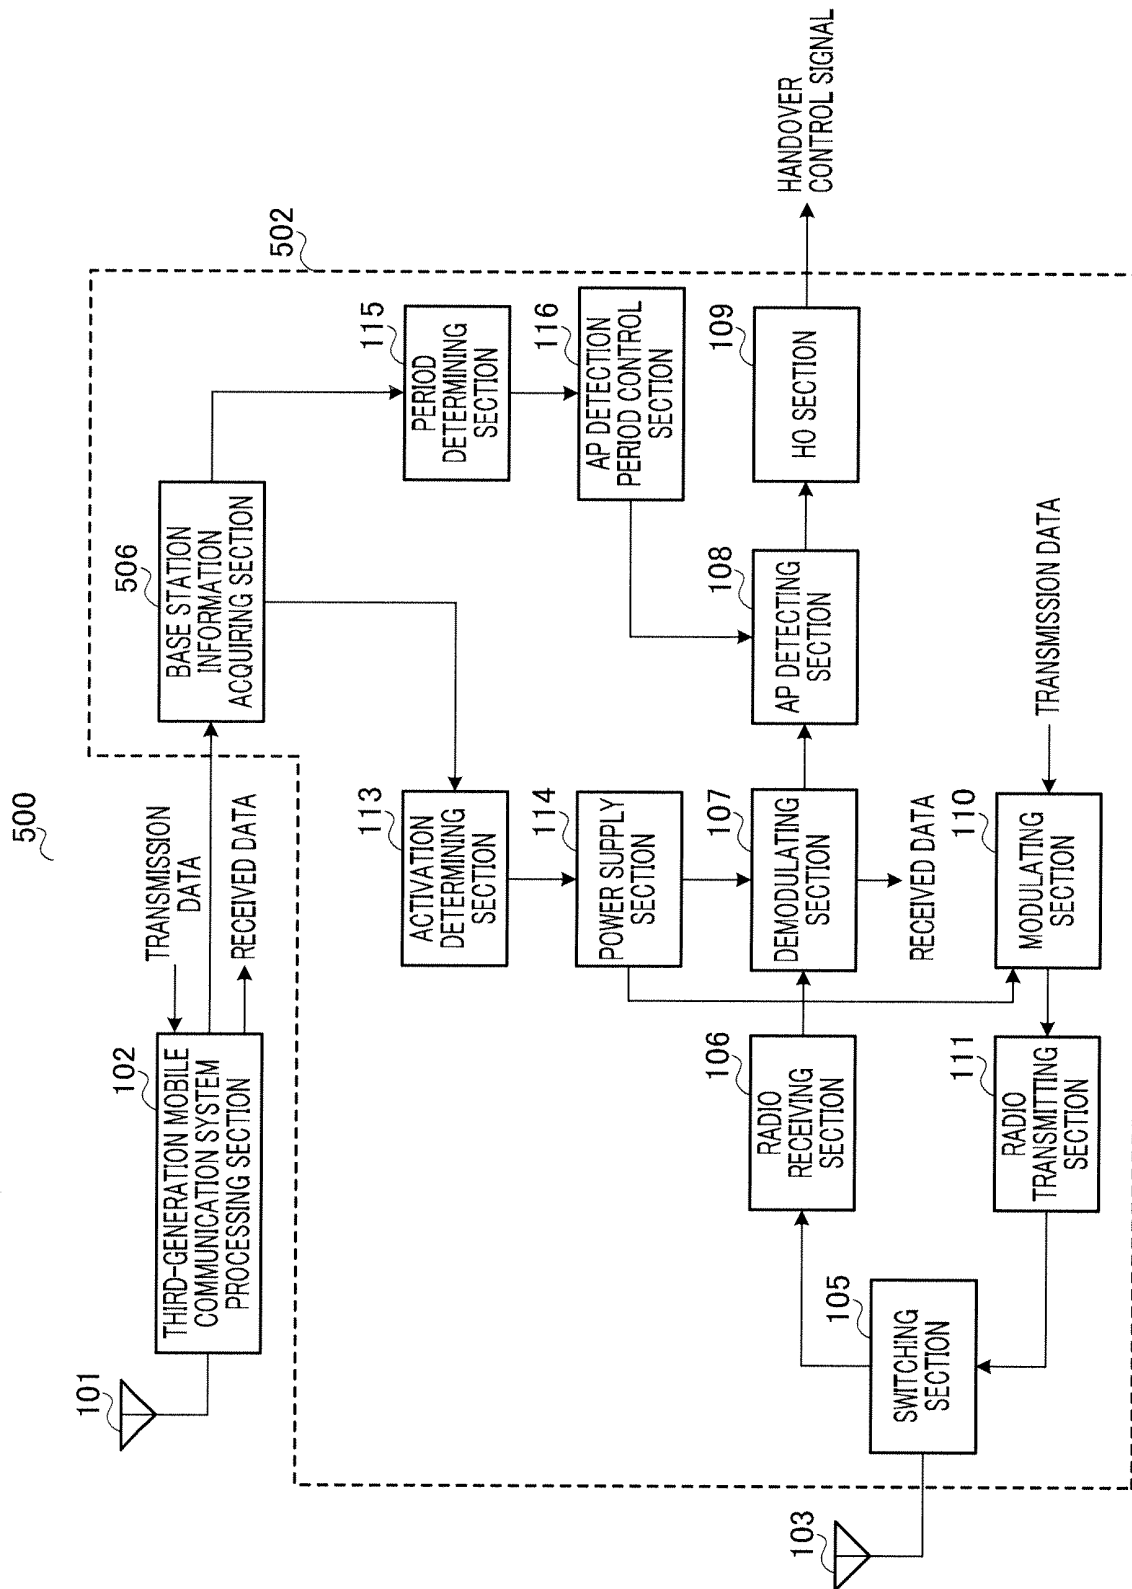 500
101
102
THIRD-GENERATION MOBILE
COMMUNICATION SYSTEM
PROCESSING SECTION
TRANSMISSION
DATA
RECEIVED DATA
506
BASE STATION
INFORMATION
ACQUIRING SECTION
502
113
ACTIVATION
DETERMINING
SECTION
115
PERIOD
DETERMINING
SECTION
114
POWER SUPPLY
SECTION
116
AP DETECTION
PERIOD CONTROL
SECTION
103
105
SWITCHING
SECTION
106
RADIO
RECEIVING
SECTION
107
DEMODULATING
SECTION
RECEIVED DATA
108
AP DETECTING
SECTION
109
HO SECTION
HANDOVER
CONTROL SIGNAL
111
RADIO
TRANSMITTING
SECTION
110
MODULATING
SECTION
TRANSMISSION DATA